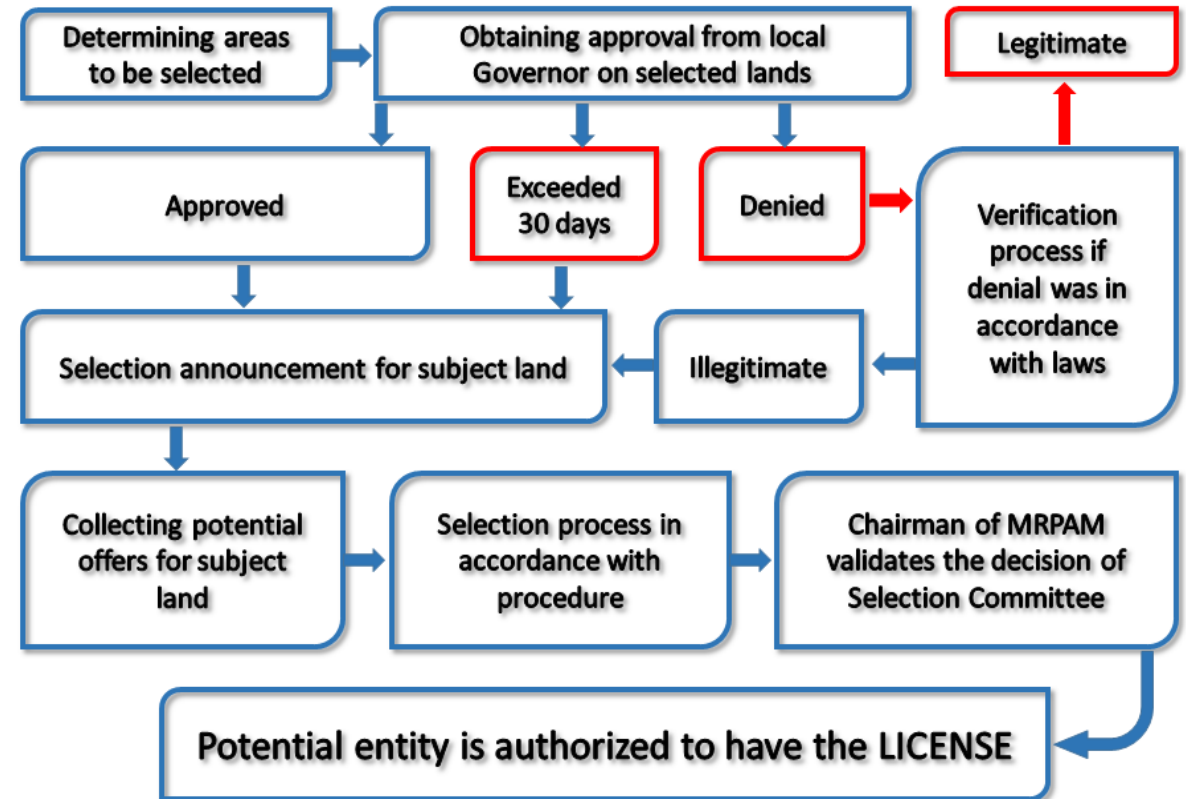 Determining areas
to be selected
Obtaining approval from local
Governor on selected lands
Legitimate
Approved
Exceeded
30 days
Denied
Verification
process if
denial was in
accordance
with laws
Selection announcement for subject land
Illegitimate
Collecting potential
offers for subject
land
Selection process in
accordance with
procedure
Chairman of MRPAM
validates the decision of
Selection Committee
Potential entity is authorized to have the LICENSE